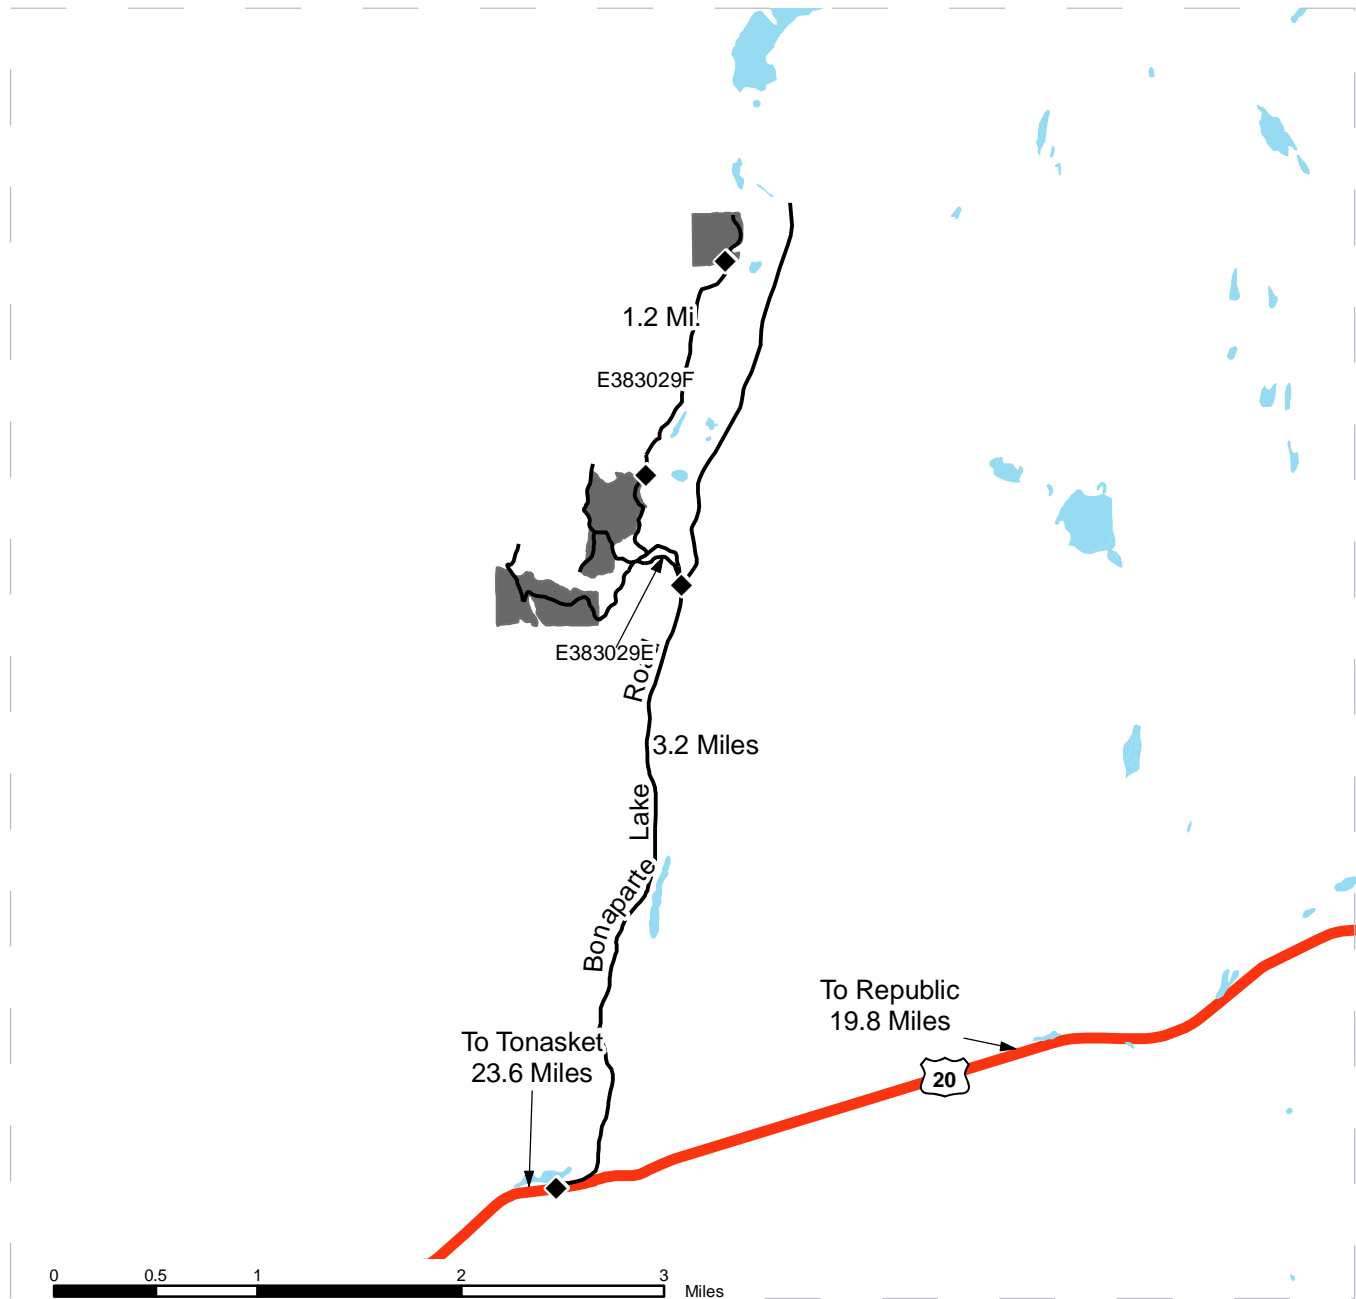 1.2 Mi.
E383029F
E383029E
3.2 Miles
Bonaparte Lake
To Republic
19.8 Miles
20
To Tonasket
23.6 Miles
0 0.5 1 2 3
Miles